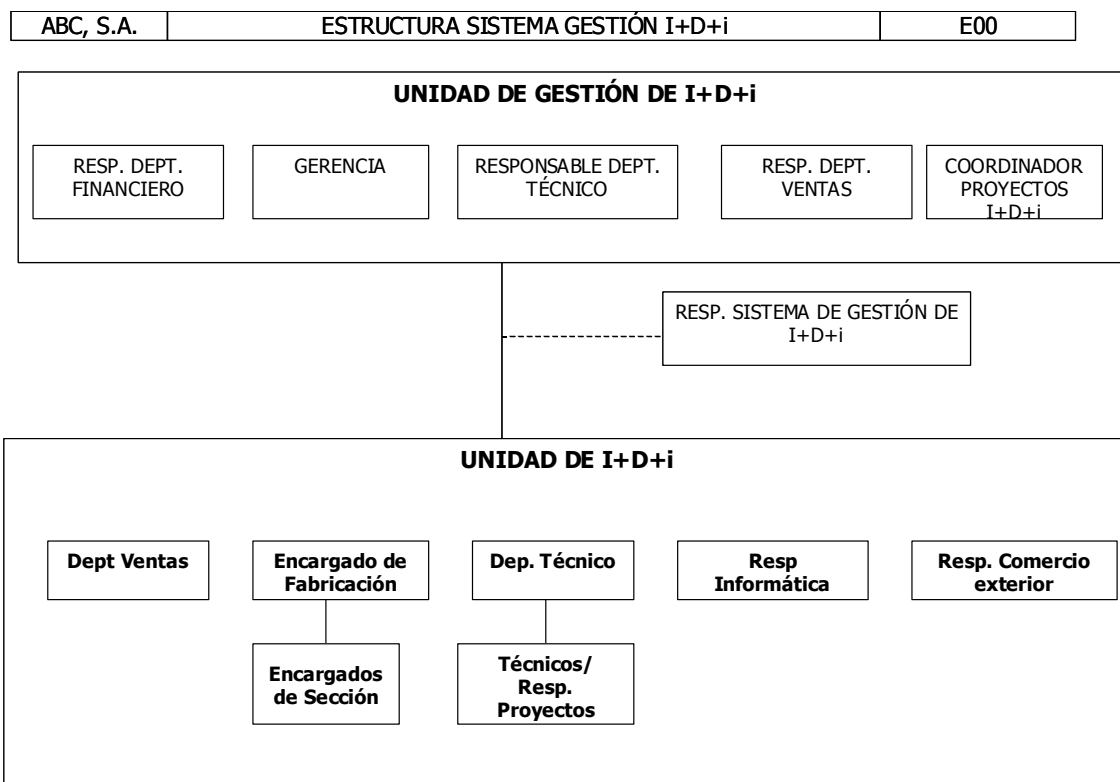 ABC, S.A. ESTRUCTURA SISTEMA GESTIÓN I+D+i E00
UNIDAD DE GESTIÓN DE I+D+i
RESP. DEPT.
FINANCIERO
GERENCIA
RESPONSABLE DEPT.
TÉCNICO
RESP. DEPT.
VENTAS
COORDINADOR
PROYECTOS
I+D+i
RESP. SISTEMA DE GESTIÓN DE
I+D+i
UNIDAD DE I+D+i
Dept Ventas
Encargado de
Fabricación
Dep. Técnico
Resp
Informática
Resp. Comercio
exterior
Encargados
de Sección
Técnicos/
Resp.
Proyectos